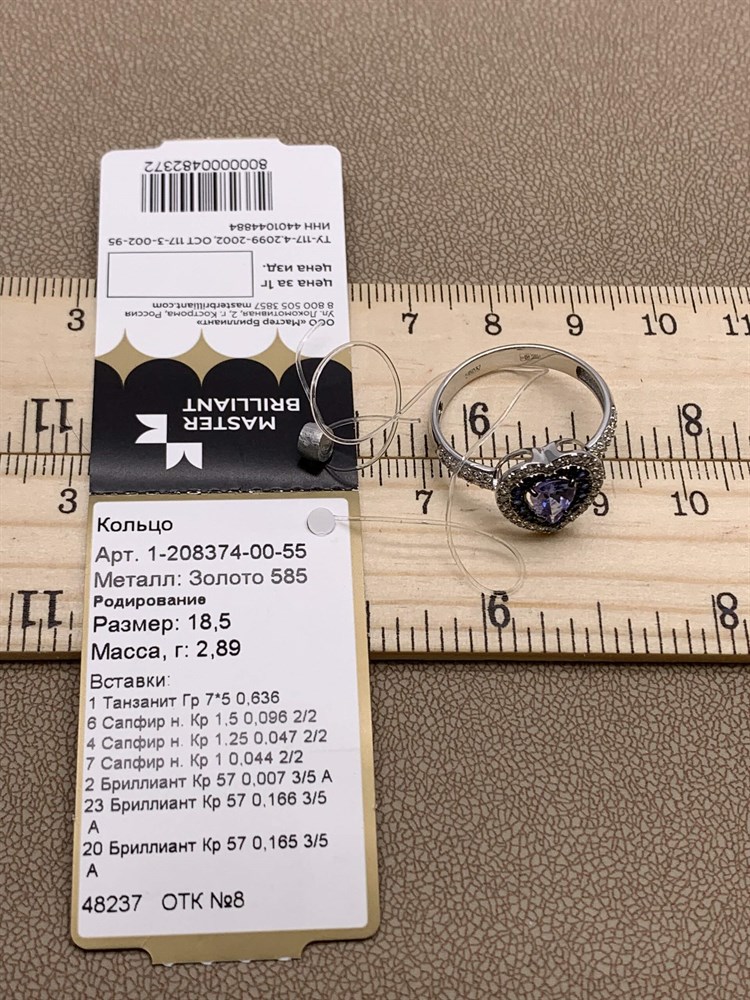 8000000482372
ИНН 4401044884
ТУ-117-4.2099-2002, ОСТ 117-3-002-95
цена изд.
цена за 1г
8 800 505 3857 masterbrilliant.com
Ул. Локомотивная, 2, г. Кострома, Россия
ООО «Мастер Бриллиант»
MASTER
BRILLIANT
Кольцо
Арт. 1-208374-00-55
Металл: Золото 585
Родирование
Размер: 18,5
Масса, г: 2,89
Вставки:
1 Танзанит Гр 7*5 0,636
6 Сапфир н. Кр 1,5 0,096 2/2
4 Сапфир н. Кр 1.25 0,047 2/2
7 Сапфир н. Кр 1 0,044 2/2
2 Бриллиант Кр 57 0,007 3/5 А
23 Бриллиант Кр 57 0,166 3/5
А
20 Бриллиант Кр 57 0,165 3/5
А
48237 ОТК №8
3 7 8 9 10 11
11 6 8
3 7 9 10
11 6 8